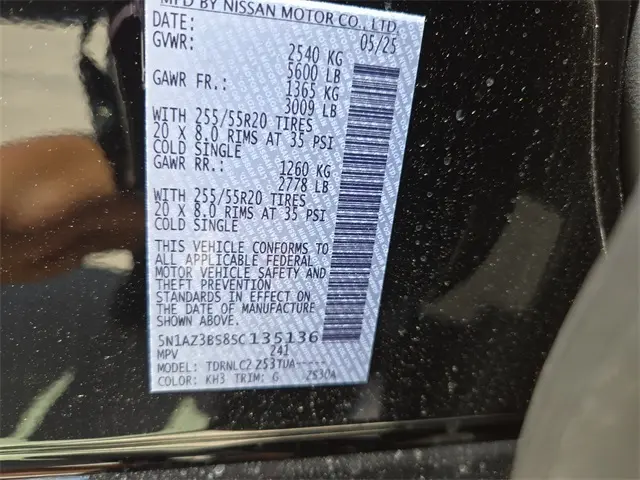 MFD BY NISSAN MOTOR CO., LTD
DATE: 05/25
GVWR: 2540 KG
5600 LB
GAWR FR.: 1365 KG
3009 LB
WITH 255/55R20 TIRES
20 X 8.0 RIMS AT 35 PSI
COLD SINGLE
GAWR RR.: 1260 KG
2778 LB
WITH 255/55R20 TIRES
20 X 8.0 RIMS AT 35 PSI
COLD SINGLE
THIS VEHICLE CONFORMS TO
ALL APPLICABLE FEDERAL
MOTOR VEHICLE SAFETY AND
THEFT PREVENTION
STANDARDS IN EFFECT ON
THE DATE OF MANUFACTURE
SHOWN ABOVE.
5N1AZ3BS8SC135136
MPV 241
MODEL: TDRNLC2 ZS3TUA-----
COLOR: KH3 TRIM: G ZS30A